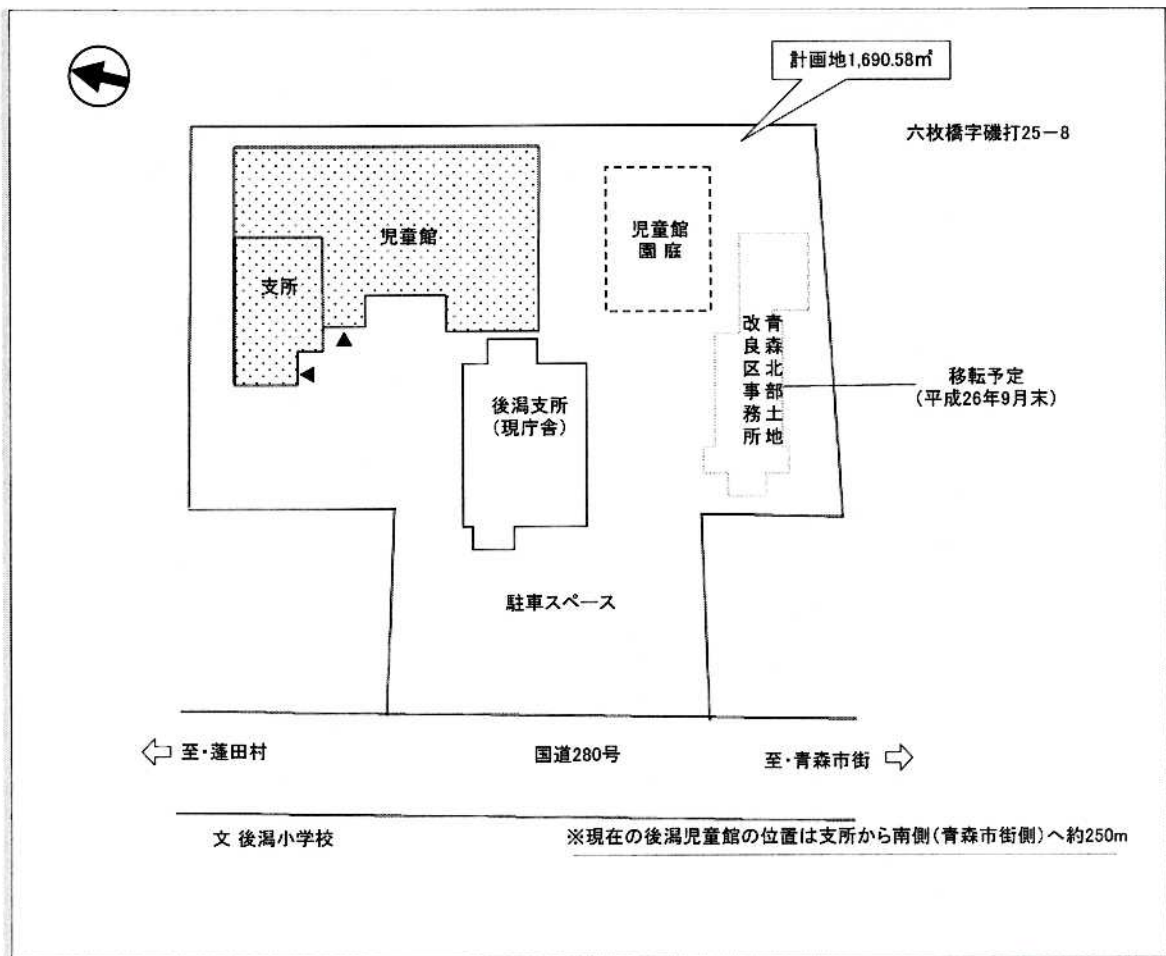 計画地1,690.58㎡
六枚橋字磯打25−8
児童館
支所
児童館
園庭
青森北部土地
改良区事務所
移転予定
(平成26年9月末)
後潟支所
(現庁舎)
駐車スペース
至・蓬田村
国道280号
至・青森市街
文 後潟小学校
※現在の後潟児童館の位置は支所から南側(青森市街側)へ約250m